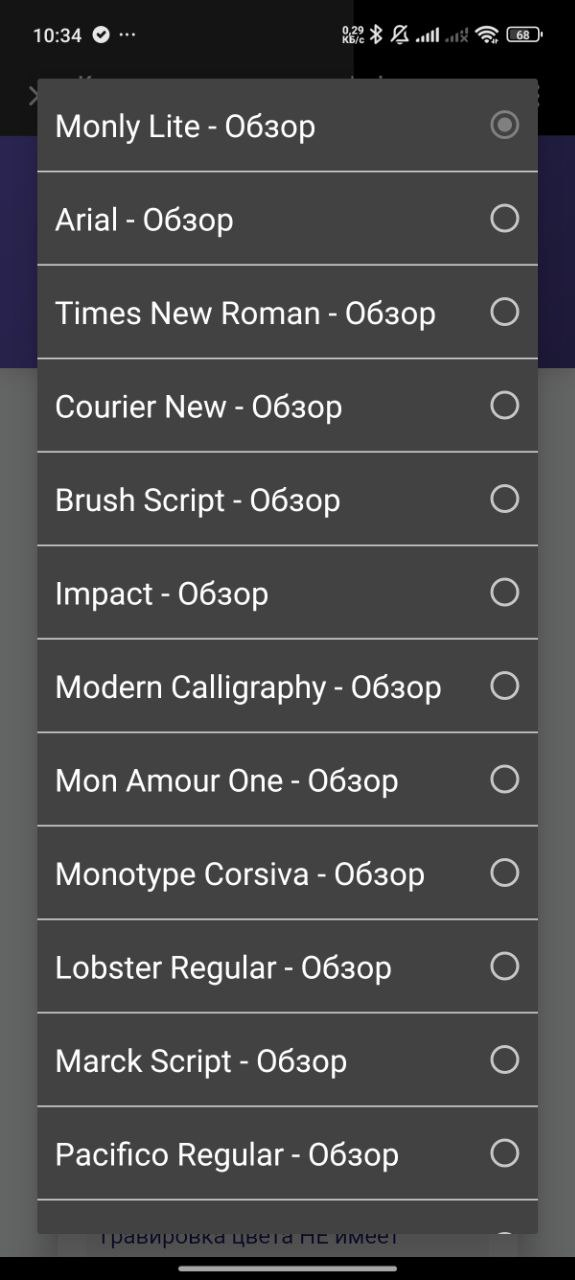 10:34
0,29
КБ/с
68
Monly Lite - Обзор
Arial - Обзор
Times New Roman - Обзор
Courier New - Обзор
Brush Script - Обзор
Impact - Обзор
Modern Calligraphy - Обзор
Mon Amour One - Обзор
Monotype Corsiva - Обзор
Lobster Regular - Обзор
Marck Script - Обзор
Pacifico Regular - Обзор
Гравировка цвета НЕ имеет